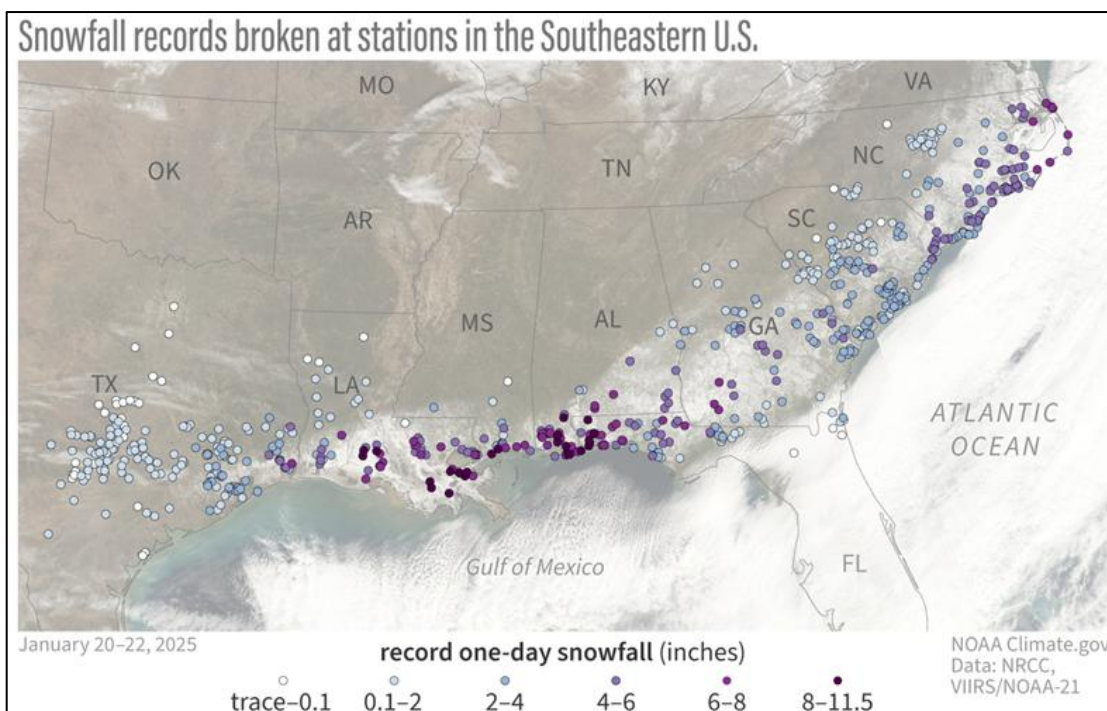 Snowfall records broken at stations in the Southeastern U.S.
MO
KY
VA
OK
TN
NC
AR
SC
MS
AL
GA
TX
LA
ATLANTIC
OCEAN
Gulf of Mexico
FL
January 20–22, 2025
record one-day snowfall (inches)
NOAA Climate.gov
Data: NRCC,
VIIRS/NOAA-21
trace–0.1 0.1–2 2–4 4–6 6–8 8–11.5